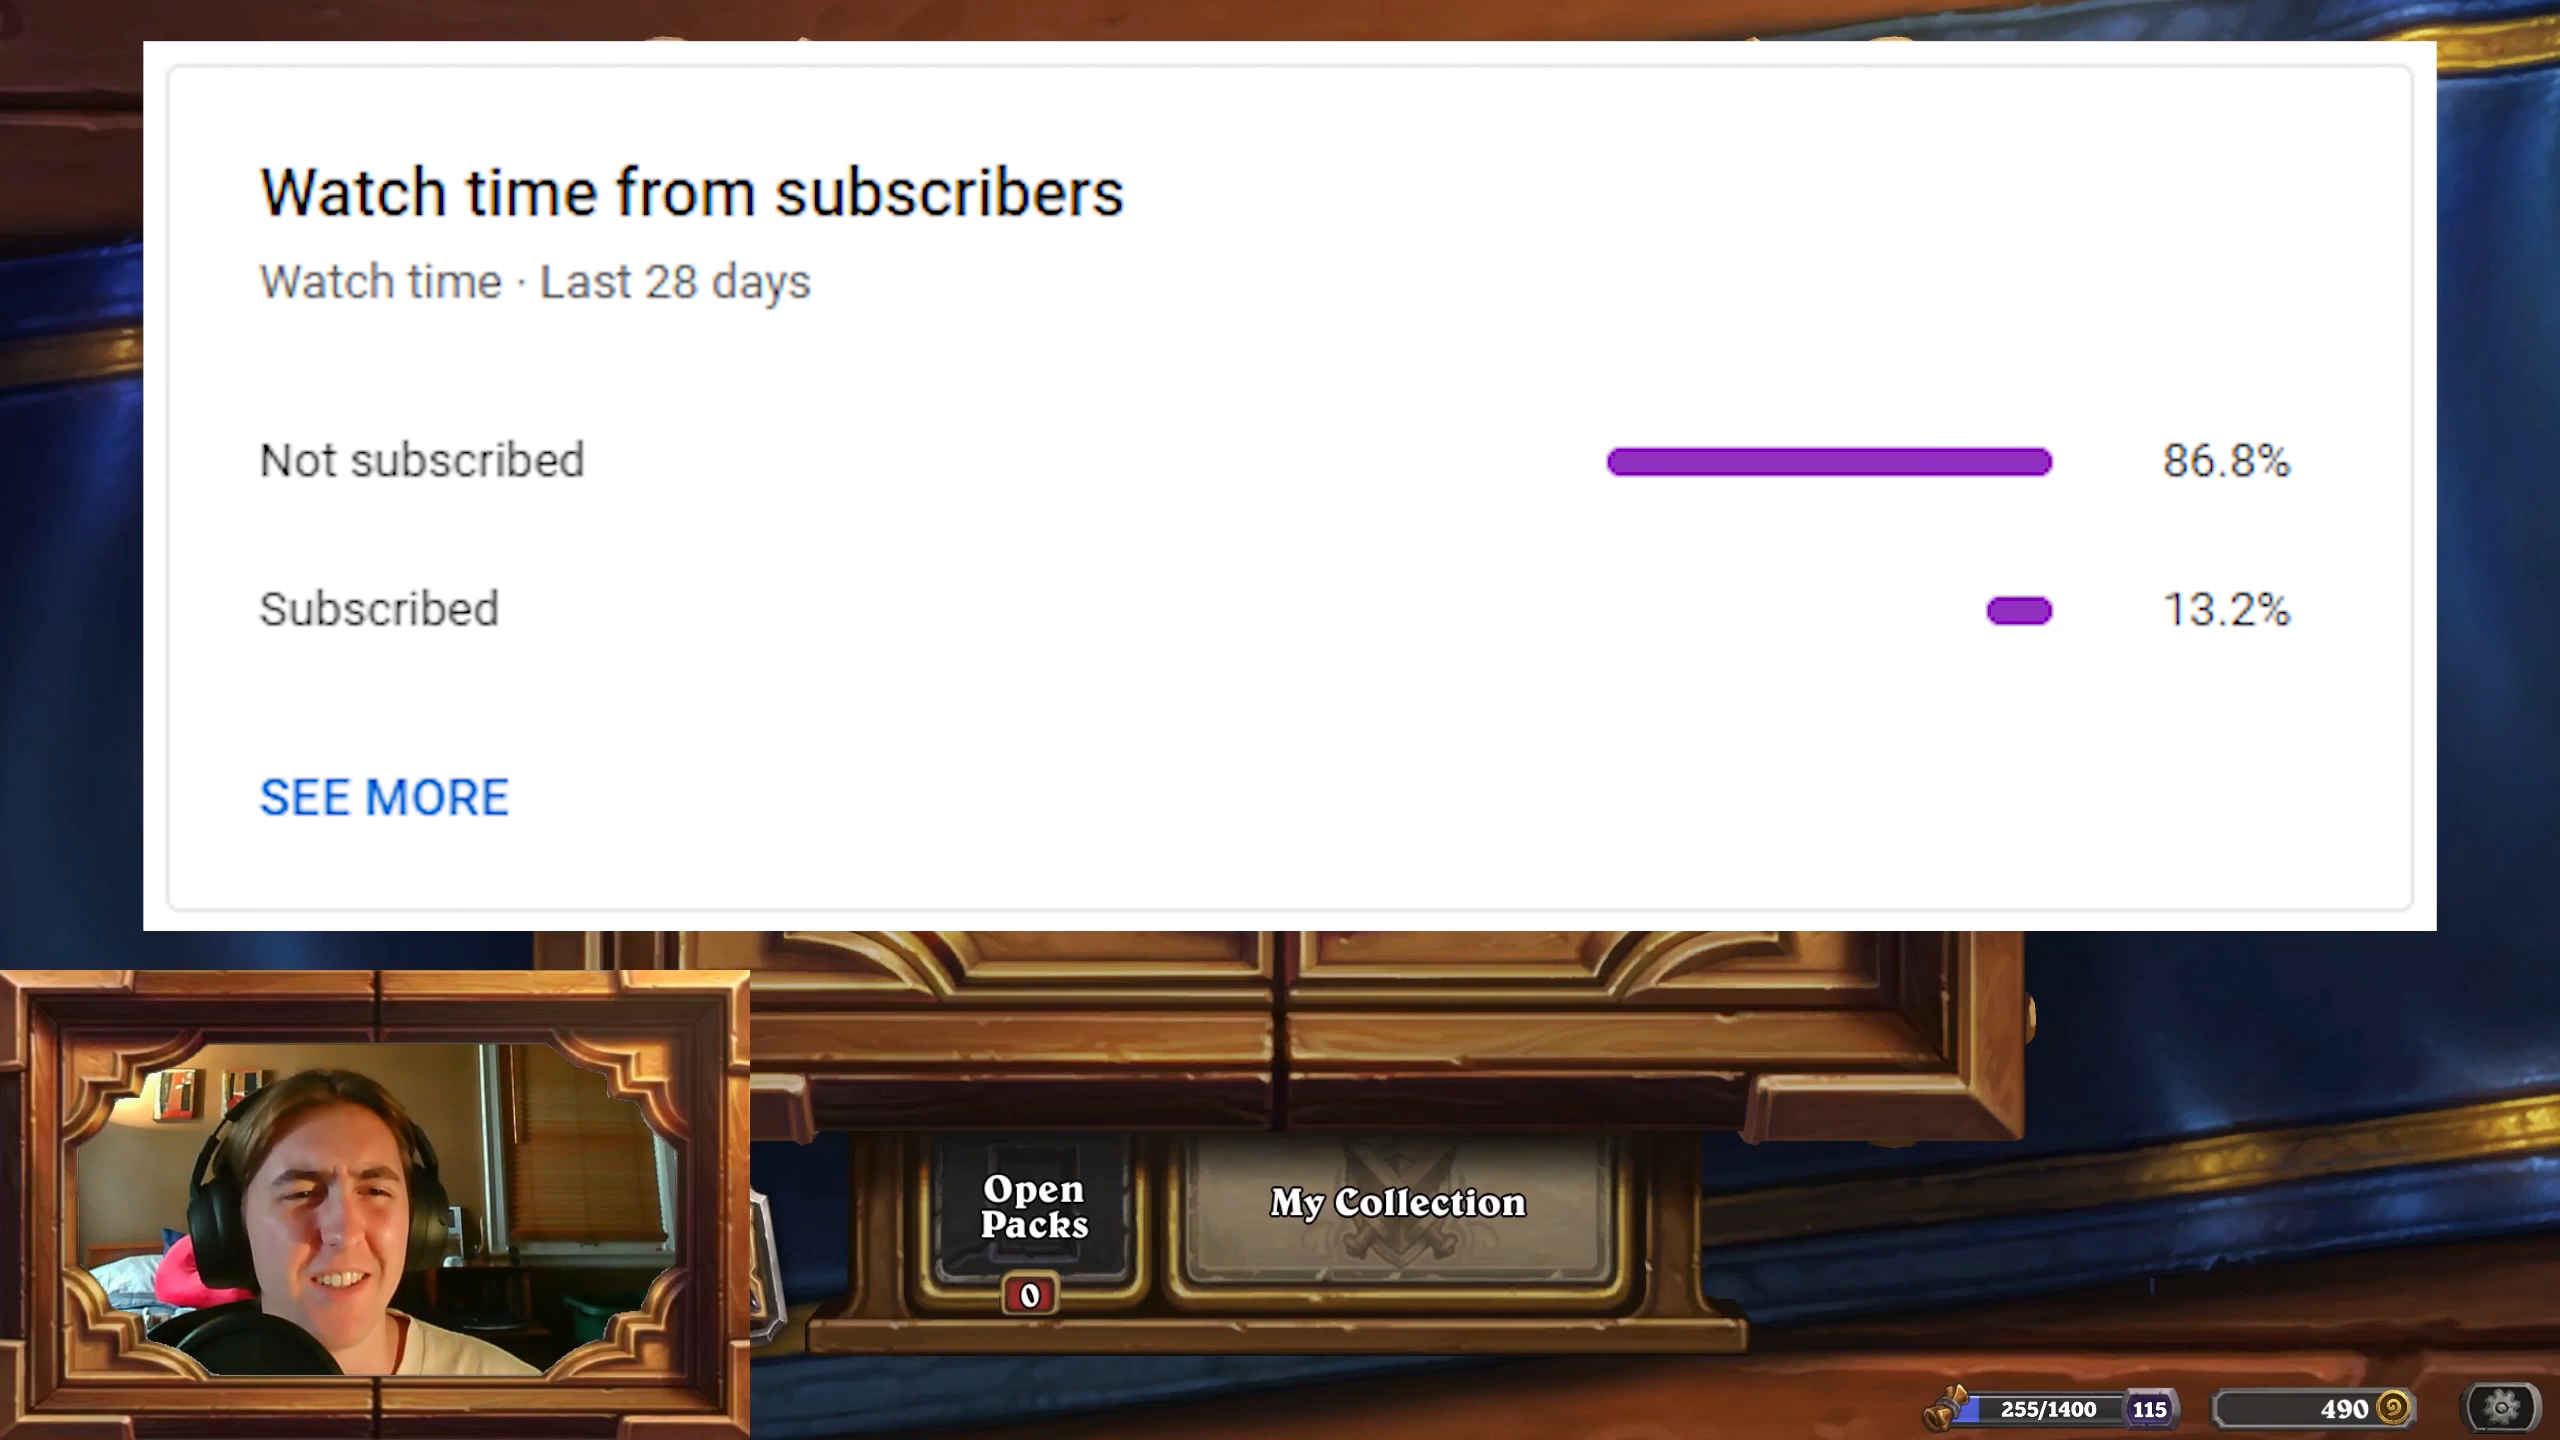 Watch time from subscribers
Watch time · Last 28 days
Not subscribed 86.8%
Subscribed 13.2%
SEE MORE
Open
Packs
0
My Collection
255/1400 115 490